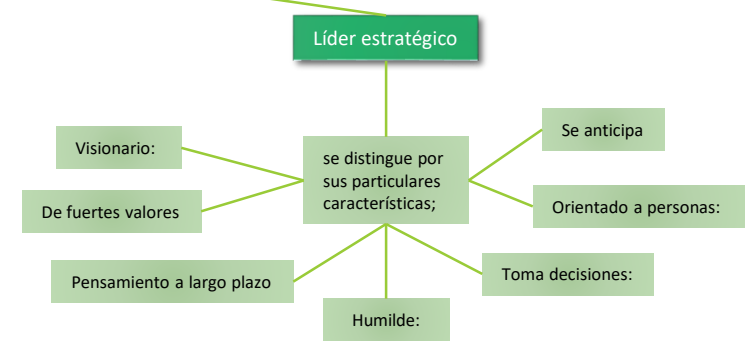 Líder estratégico
Se anticipa
Visionario:
se distingue por
sus particulares
características;
De fuertes valores
Orientado a personas:
Pensamiento a largo plazo
Toma decisiones:
Humilde: